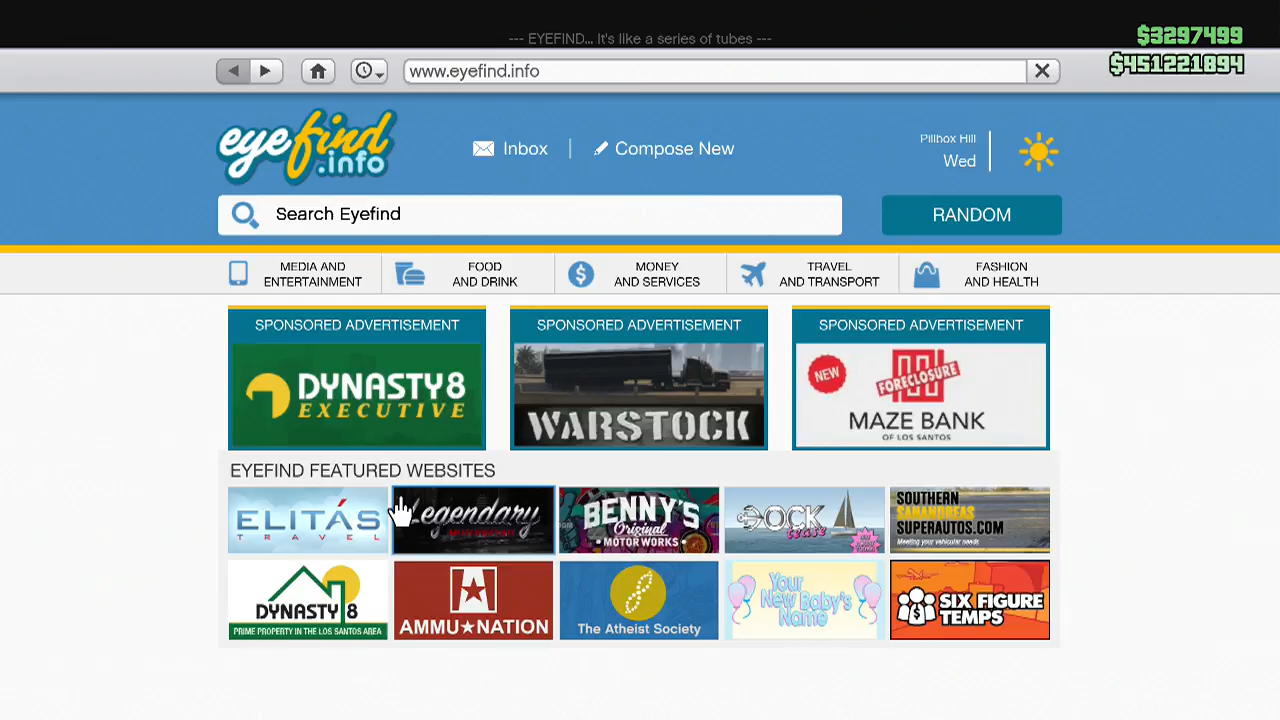 --- EYEFIND... It's like a series of tubes ---
$3297499
$451221894
www.eyefind.info
eyefind
.info
Inbox
Compose New
Pillbox Hill
Wed
Search Eyefind
RANDOM
MEDIA AND
ENTERTAINMENT
FOOD
AND DRINK
MONEY
AND SERVICES
TRAVEL
AND TRANSPORT
FASHION
AND HEALTH
SPONSORED ADVERTISEMENT
DYNASTY 8
EXECUTIVE
SPONSORED ADVERTISEMENT
WARSTOCK
SPONSORED ADVERTISEMENT
NEW
FORECLOSURE
MAZE BANK
OF LOS SANTOS
EYEFIND FEATURED WEBSITES
ELITÁS
TRAVEL
Legendary
BENNY'S
Original
MOTOR WORKS
DOCK
tease
SOUTHERN
SANANDREAS
SUPERAUTOS.COM
Meeting your vehicular needs
DYNASTY 8
PRIME PROPERTY IN THE LOS SANTOS AREA
AMMU★NATION
The Atheist Society
Your
New Baby's
Name
SIX FIGURE
TEMPS